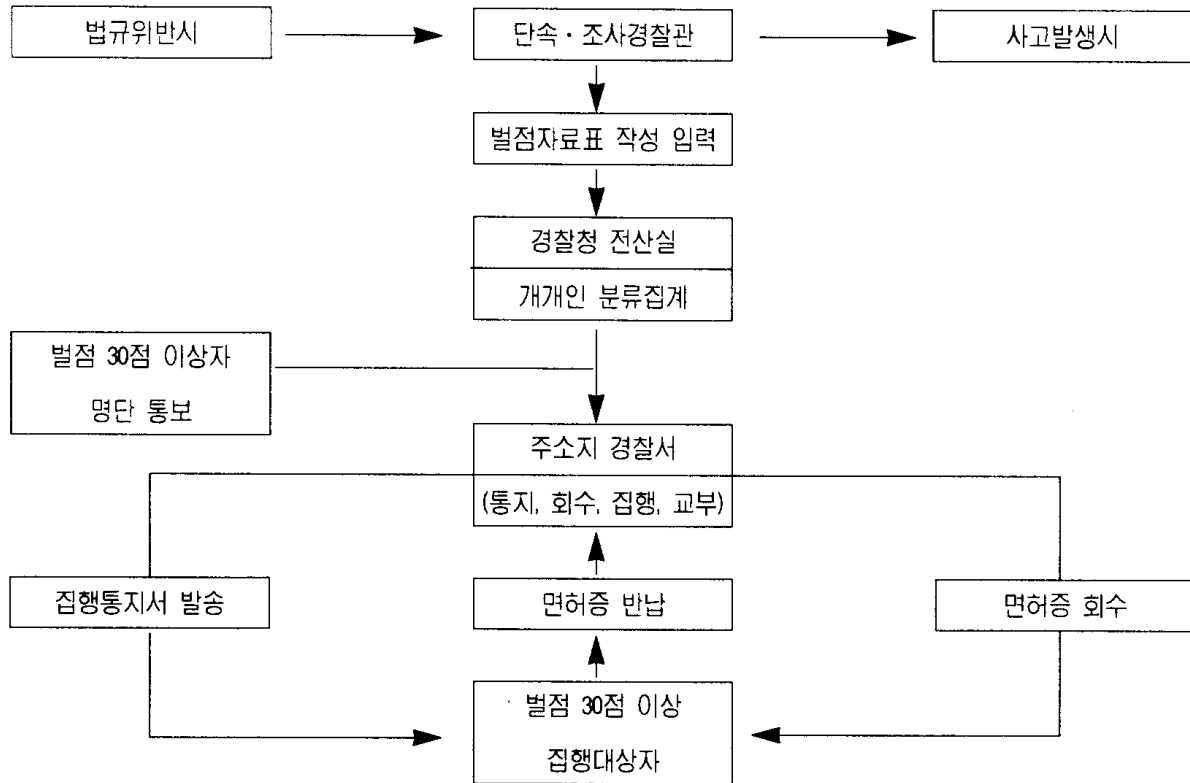 법규위반시
단속·조사경찰관
사고발생시
벌점자료표 작성 입력
경찰청 전산실
개개인 분류집계
벌점 30점 이상자
명단 통보
주소지 경찰서
(통지, 회수, 집행, 교부)
집행통지서 발송
면허증 반납
면허증 회수
벌점 30점 이상
집행대상자